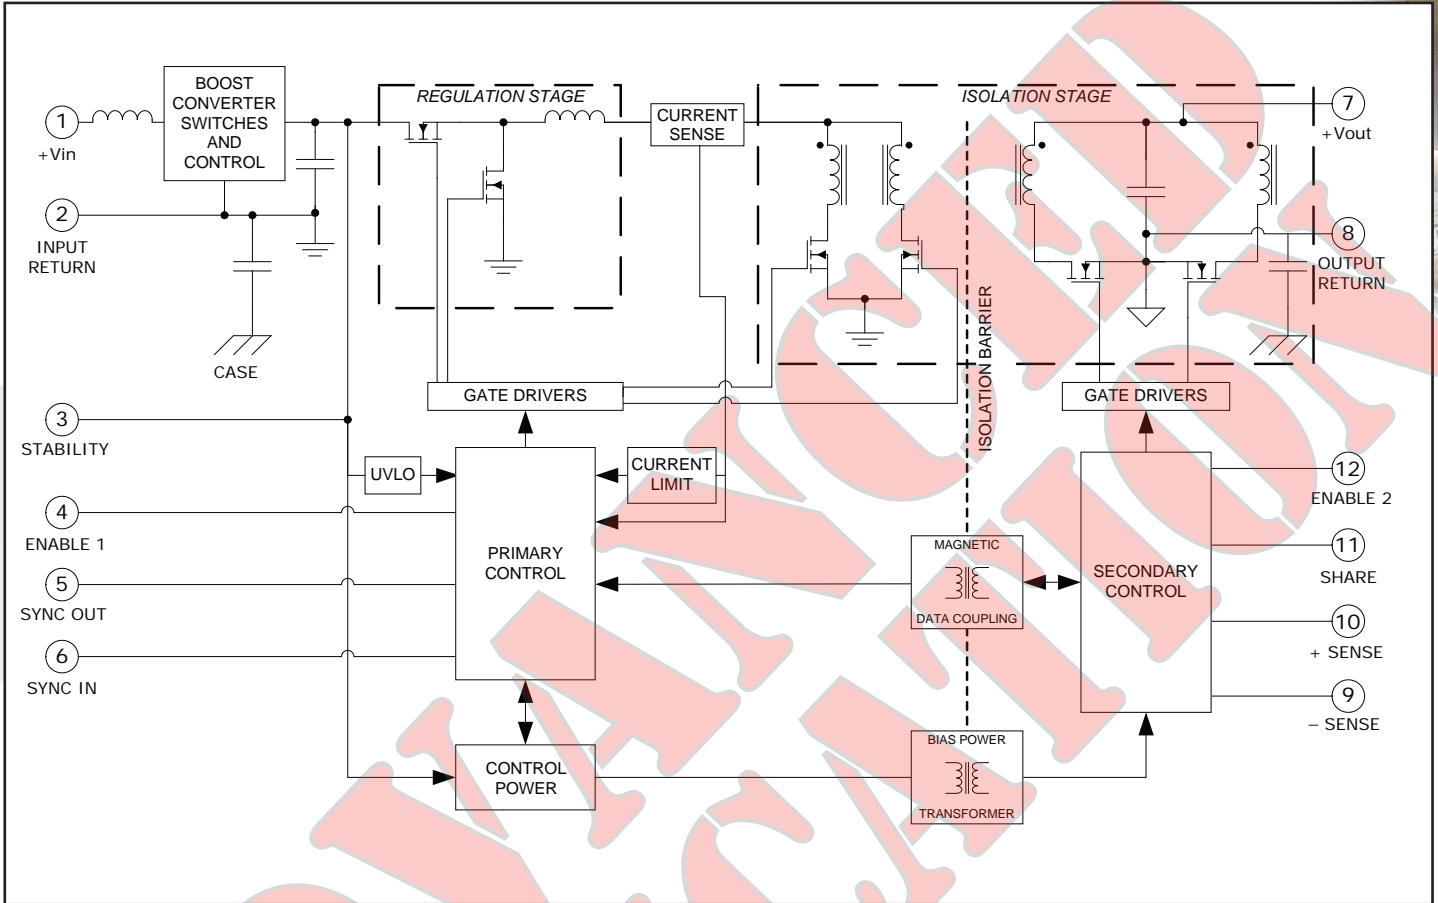 BOOST
CONVERTER
SWITCHES
AND
CONTROL
REGULATION STAGE
CURRENT
SENSE
ISOLATION STAGE
1
+Vin
2
INPUT
RETURN
CASE
7
+Vout
8
OUTPUT
RETURN
ISOLATION BARRIER
GATE DRIVERS
GATE DRIVERS
3
STABILITY
UVLO
CURRENT
LIMIT
4
ENABLE 1
5
SYNC OUT
6
SYNC IN
PRIMARY
CONTROL
MAGNETIC
DATA COUPLING
SECONDARY
CONTROL
12
ENABLE 2
11
SHARE
10
+ SENSE
9
– SENSE
CONTROL
POWER
BIAS POWER
TRANSFORMER
VANCED
CATION